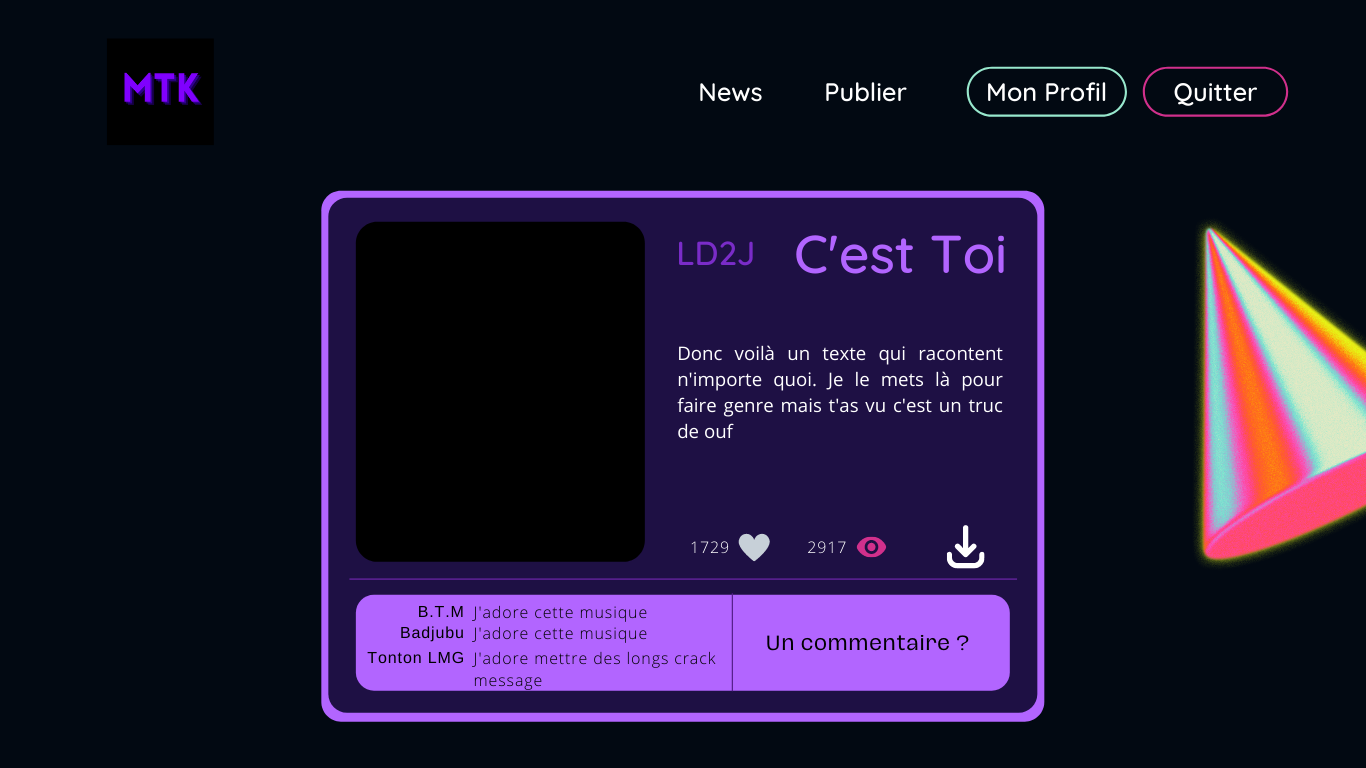 MTK
News
Publier
Mon Profil
Quitter
LD2J
C'est Toi
Donc voilà un texte qui racontent
n'importe quoi. Je le mets là pour
faire genre mais t'as vu c'est un truc
de ouf
1729
2917
B.T.M J'adore cette musique
Badjubu J'adore cette musique
Tonton LMG J'adore mettre des longs crack
message
Un commentaire ?